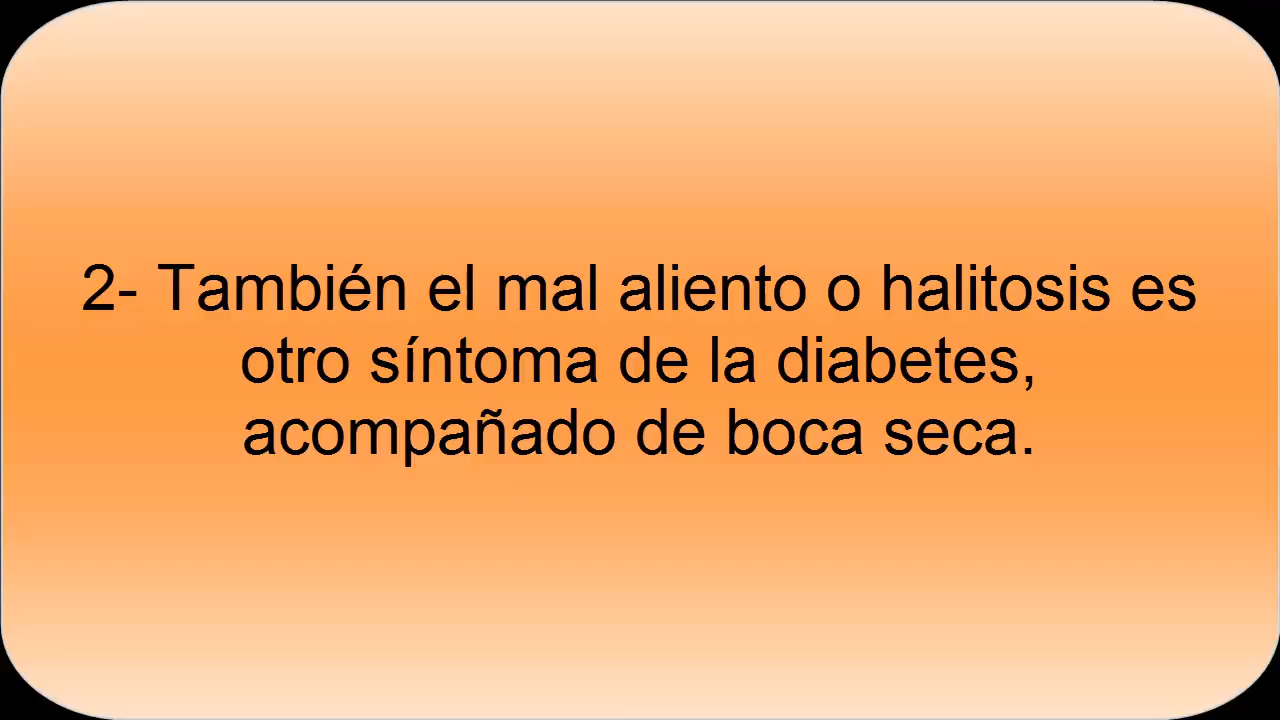 2- También el mal aliento o halitosis es
otro síntoma de la diabetes,
acompañado de boca seca.